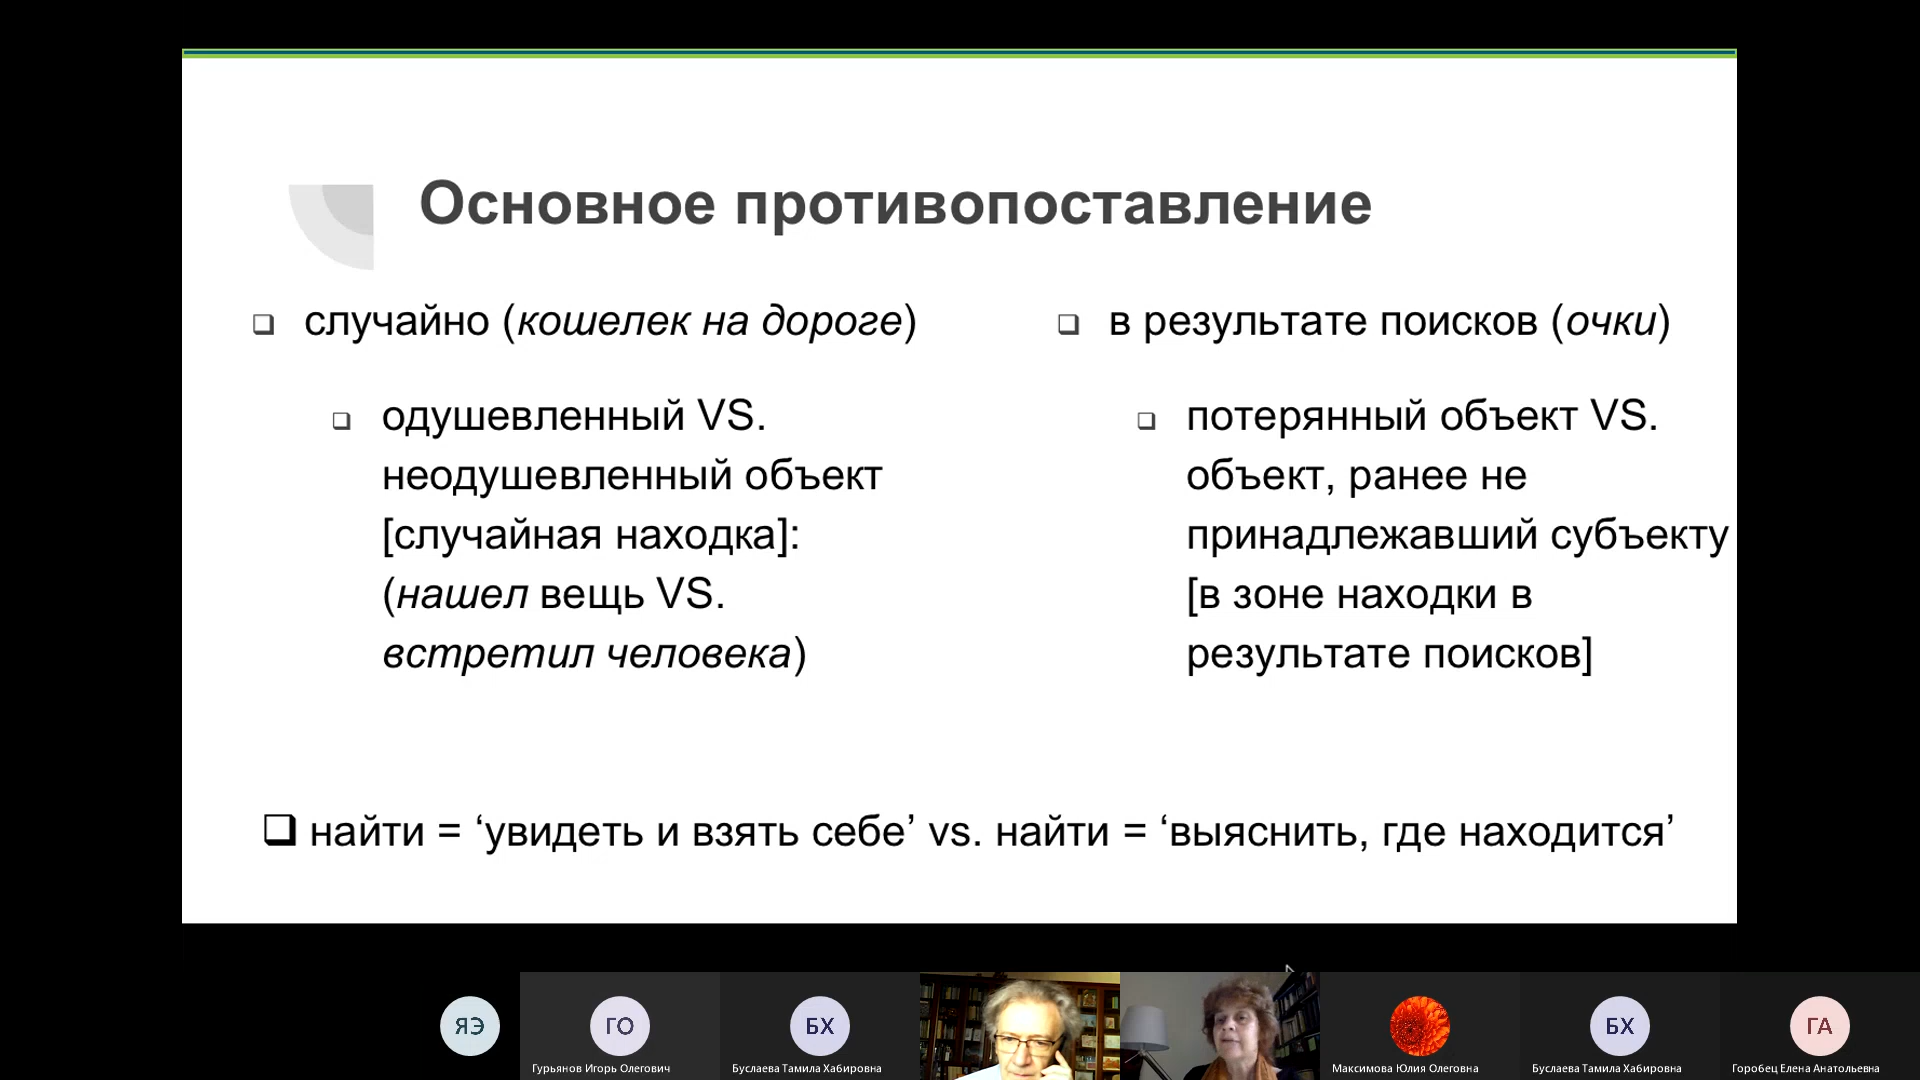 Основное противопоставление
случайно (кошелек на дороге)
одушевленный VS.
неодушевленный объект
[случайная находка]:
(нашел вещь VS.
встретил человека)
в результате поисков (очки)
потерянный объект VS.
объект, ранее не
принадлежавший субъекту
[в зоне находки в
результате поисков]
найти = ‘увидеть и взять себе’ vs. найти = ‘выяснить, где находится’
ЯЭ
ГО
Гурьянов Игорь Олегович
БХ
Буслаева Тамила Хабировна
Максимова Юлия Олеговна
БХ
Буслаева Тамила Хабировна
ГА
Горобец Елена Анатольевна